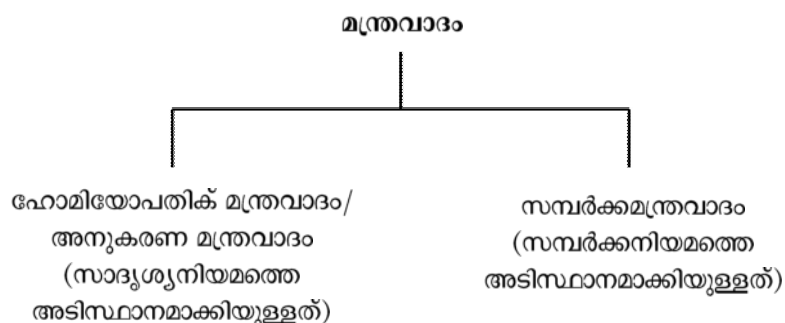 മന്ത്രവാദം
ഹോമിയോപതിക് മന്ത്രവാദം/
അനുകരണ മന്ത്രവാദം
(സാദൃശ്യനിയമത്തെ
അടിസ്ഥാനമാക്കിയുള്ളത്)
സമ്പർക്കമന്ത്രവാദം
(സമ്പർക്കനിയമത്തെ
അടിസ്ഥാനമാക്കിയുള്ളത്)